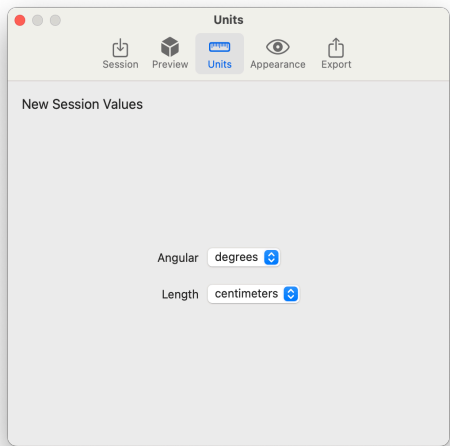 Units
Session Preview Units Appearance Export
New Session Values
Angular degrees
Length centimeters